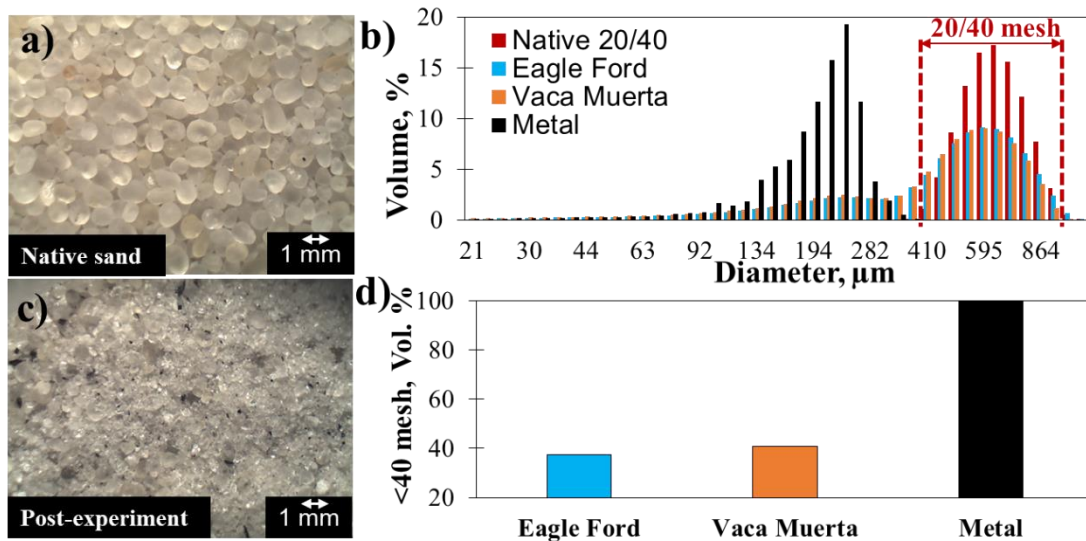 a)
Native sand
1 mm
b)
20
15
10
5
0
Volume, %
Native 20/40
Eagle Ford
Vaca Muerta
Metal
20/40 mesh
21 30 44 63 92 134 194 282 410 595 864
Diameter, µm
c)
Post-experiment
1 mm
d)
100
80
60
40
20
<40 mesh, Vol. %
Eagle Ford Vaca Muerta Metal